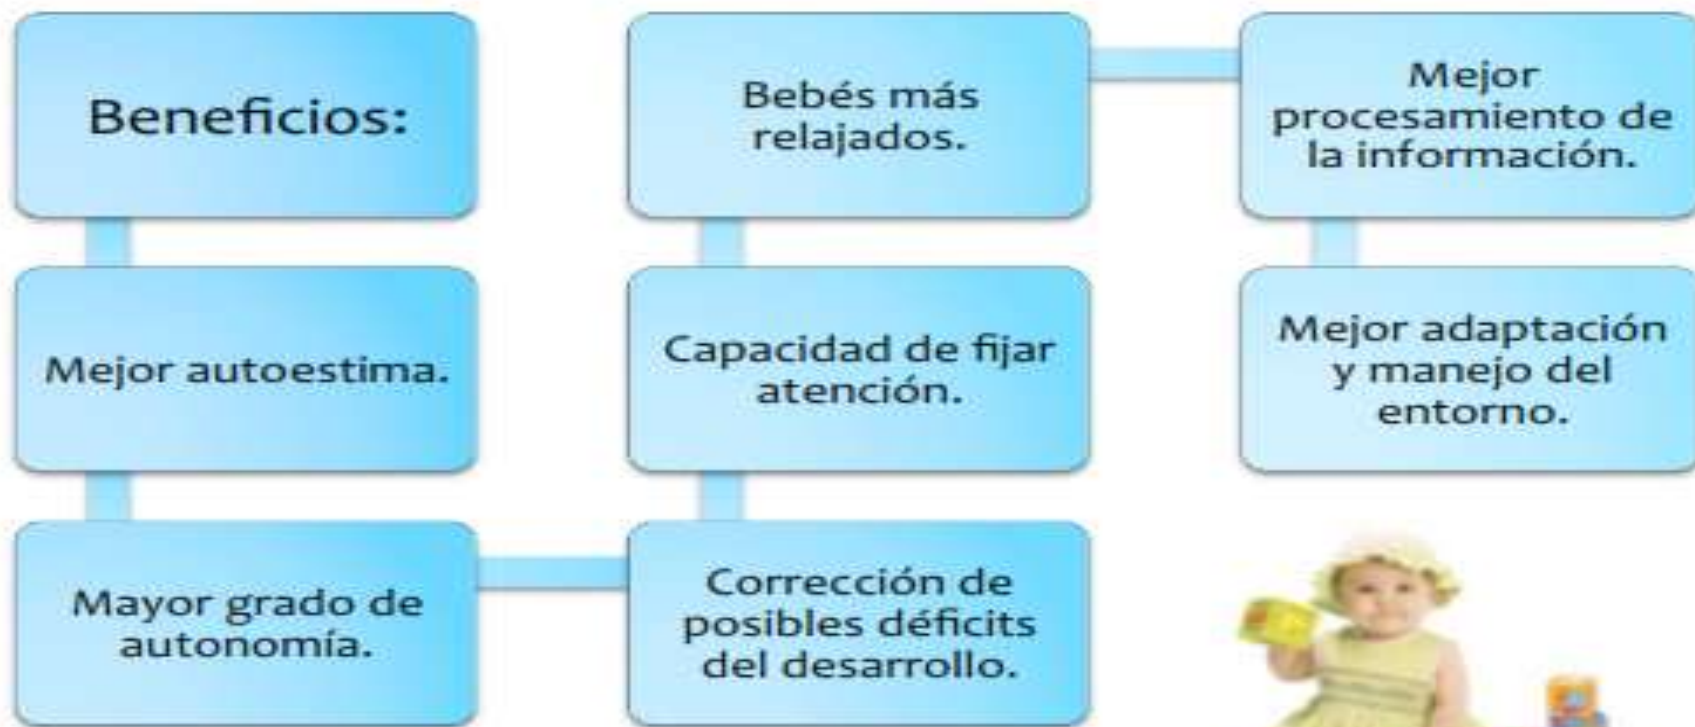 Beneficios:
Mejor autoestima.
Mayor grado de
autonomía.
Corrección de
posibles déficits
del desarrollo.
Capacidad de fijar
atención.
Bebés más
relajados.
Mejor
procesamiento de
la información.
Mejor adaptación
y manejo del
entorno.